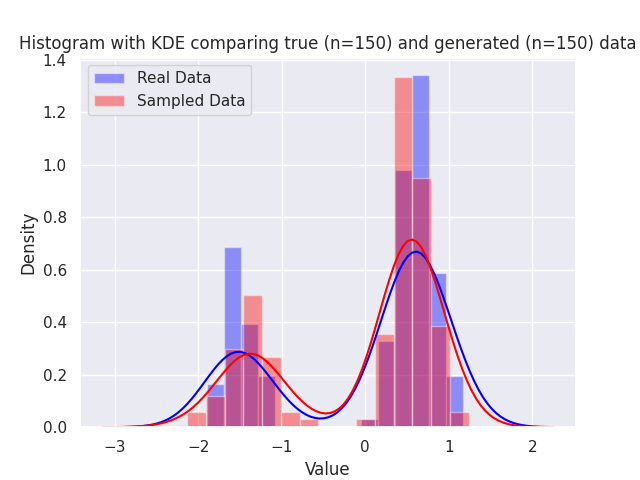 Histogram with KDE comparing true (n=150) and generated (n=150) data
Real Data
Sampled Data
1.4
1.2
1.0
0.8
0.6
0.4
0.2
0.0
Density
−3 −2 −1 0 1 2
Value